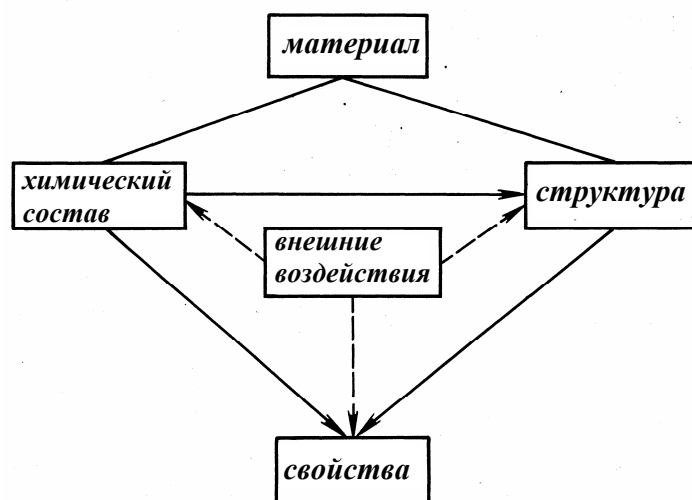 материал
химический
состав
структура
внешние
воздействия
свойства